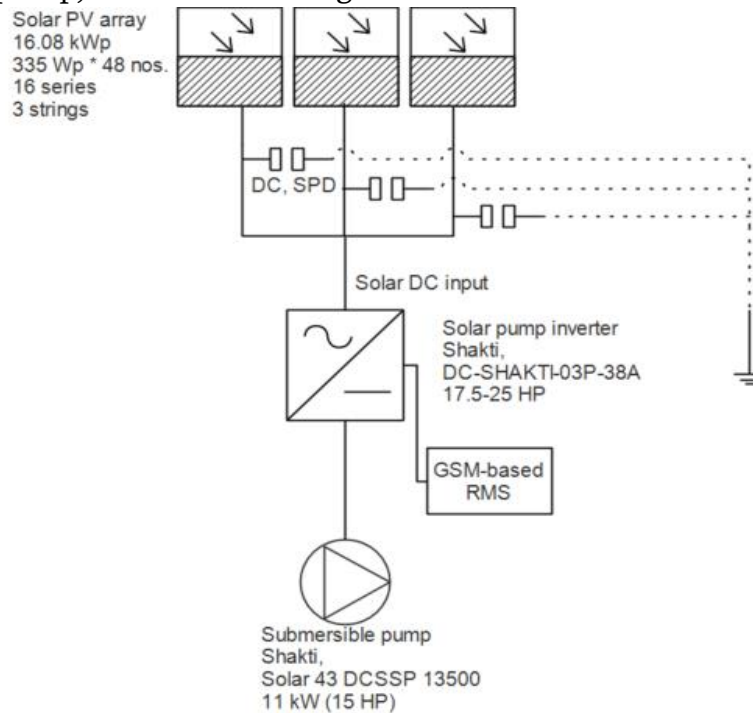 Solar PV array
16.08 kWp
335 Wp * 48 nos.
16 series
3 strings
DC, SPD
Solar DC input
Solar pump inverter
Shakti,
DC-SHAKTI-03P-38A
17.5-25 HP
GSM-based
RMS
Submersible pump
Shakti,
Solar 43 DCSSP 13500
11 kW (15 HP)